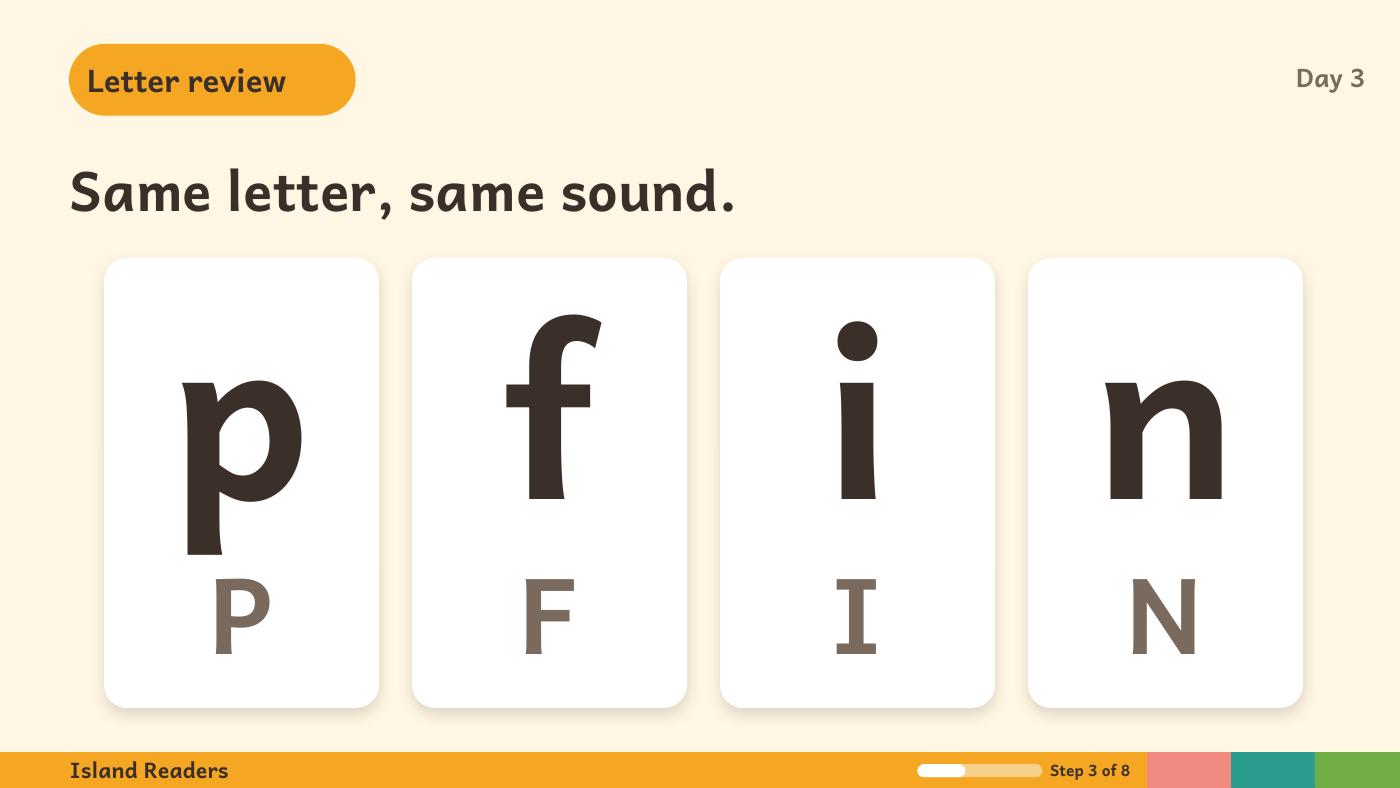 Letter review
Day 3
Same letter, same sound.
p f i n
P F I N
Island Readers
Step 3 of 8